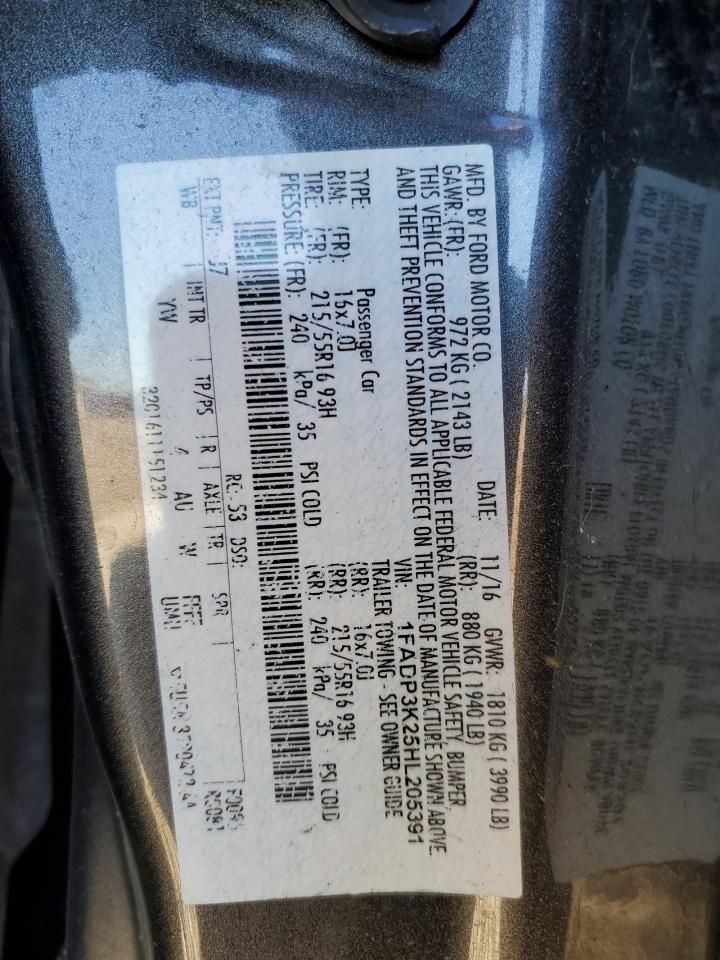 MFD. BY FORD MOTOR CO. DATE: 11/16 GVWR: 1810 KG ( 3990 LB)
GAWR: (FR): 972 KG ( 2143 LB) (RR): 880 KG ( 1940 LB)
THIS VEHICLE CONFORMS TO ALL APPLICABLE FEDERAL MOTOR VEHICLE SAFETY, BUMPER,
AND THEFT PREVENTION STANDARDS IN EFFECT ON THE DATE OF MANUFACTURE SHOWN ABOVE.
VIN: 1FADP3K25HL205391
TYPE: Passenger Car TRAILER TOWING - SEE OWNER GUIDE
RIM: (FR): 16x7.0J (RR): 16x7.0J
TIRE: (FR): 215/55R16 93H (RR): 215/55R16 93H
PRESSURE: (FR): 240 kPa/ 35 PSI COLD (RR): 240 kPa/ 35 PSI COLD
RC: 53 DSO:
EXT PNT: INT TR TP/PS R AXLE TR SPR
WB YAV 4 AU W